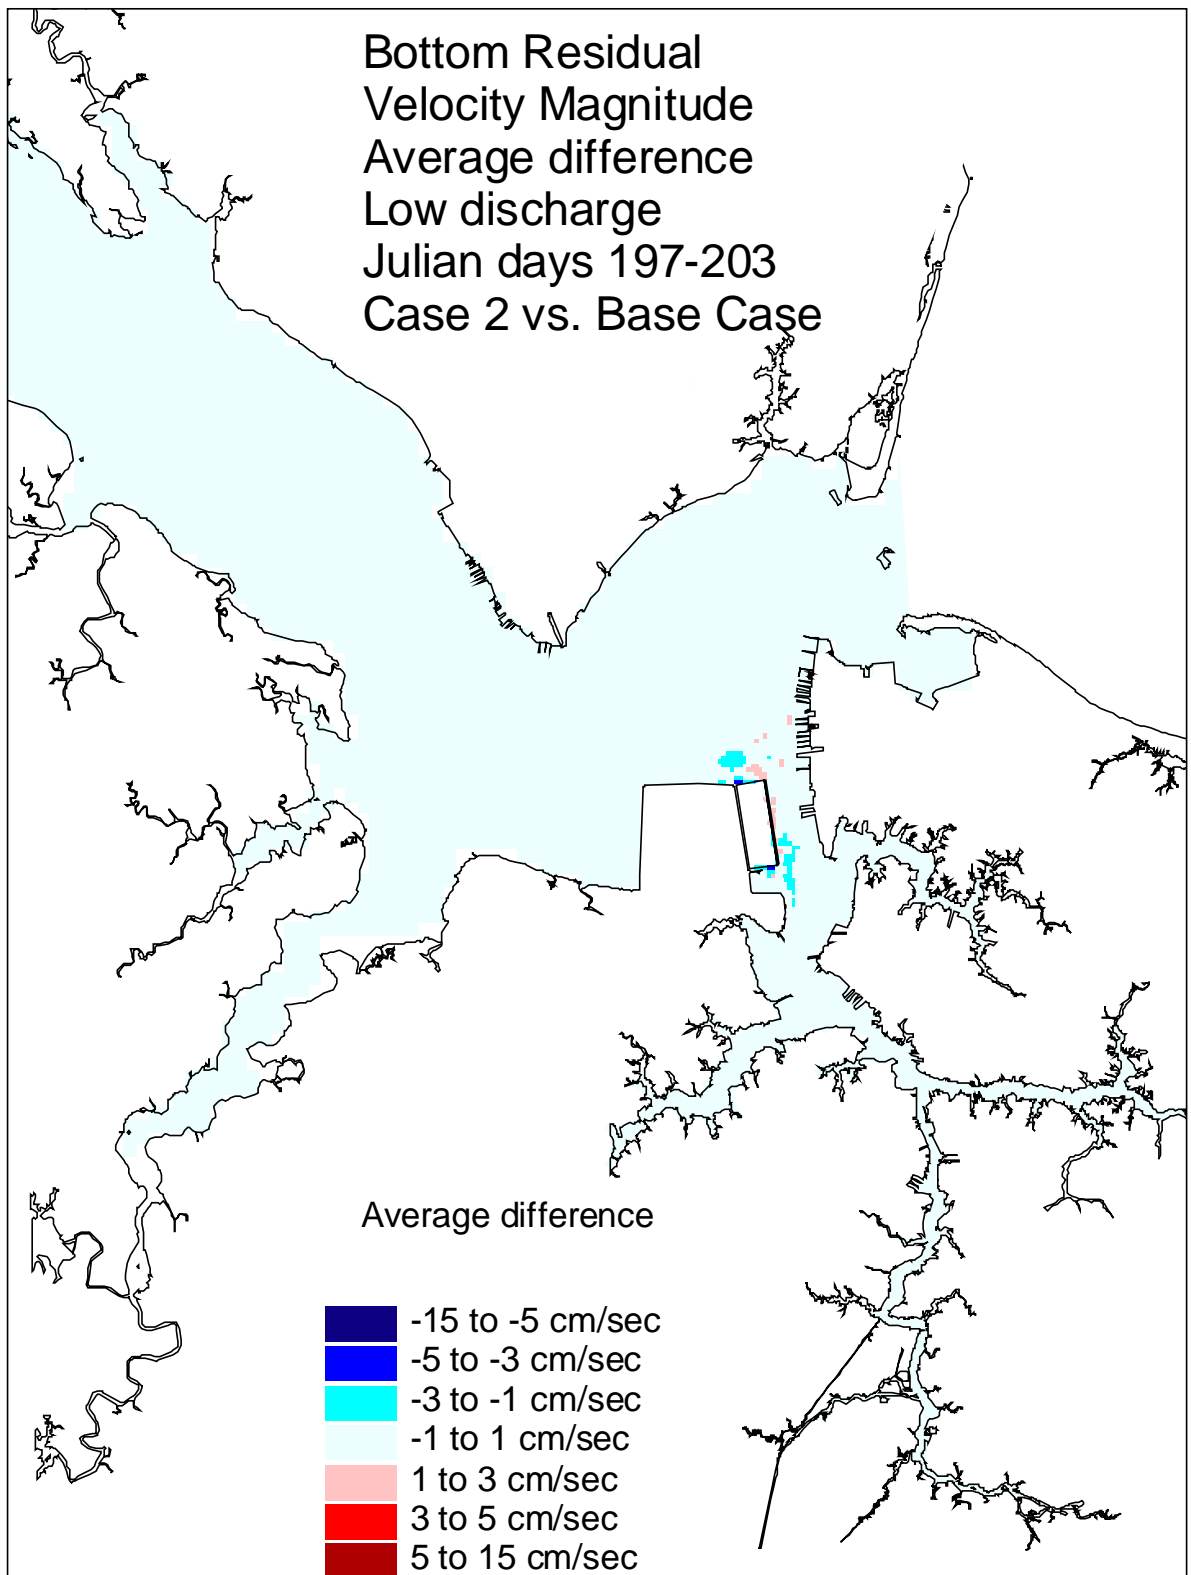 Bottom Residual
Velocity Magnitude
Average difference
Low discharge
Julian days 197-203
Case 2 vs. Base Case
Average difference
-15 to -5 cm/sec
-5 to -3 cm/sec
-3 to -1 cm/sec
-1 to 1 cm/sec
1 to 3 cm/sec
3 to 5 cm/sec
5 to 15 cm/sec